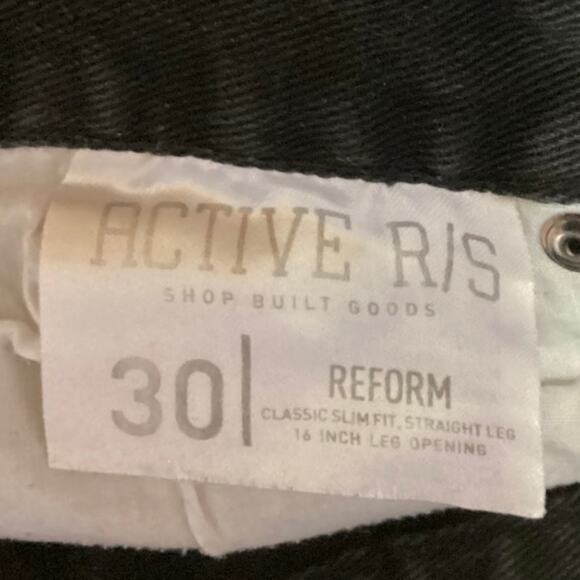 ACTIVE R/S
SHOP BUILT GOODS
30
REFORM
CLASSIC SLIM FIT, STRAIGHT LEG
16 INCH LEG OPENING